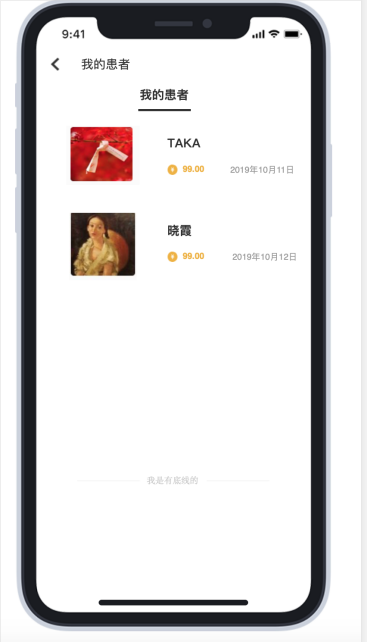 9:41
我的患者
我的患者
TAKA
99.00 2019年10月11日
晓霞
99.00 2019年10月12日
我是有底线的